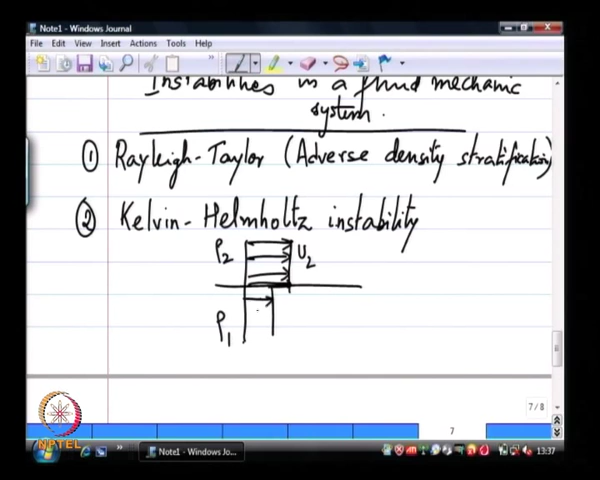 Note1 - Windows Journal
File Edit View Insert Actions Tools Help
Instabilities in a fluid mechanic
system.
① Rayleigh-Taylor (Adverse density stratification)
② Kelvin-Helmholtz instability
ρ2 U2
ρ1
7 / 8
7
NPTEL
Note1 - Windows Jo...
13:37